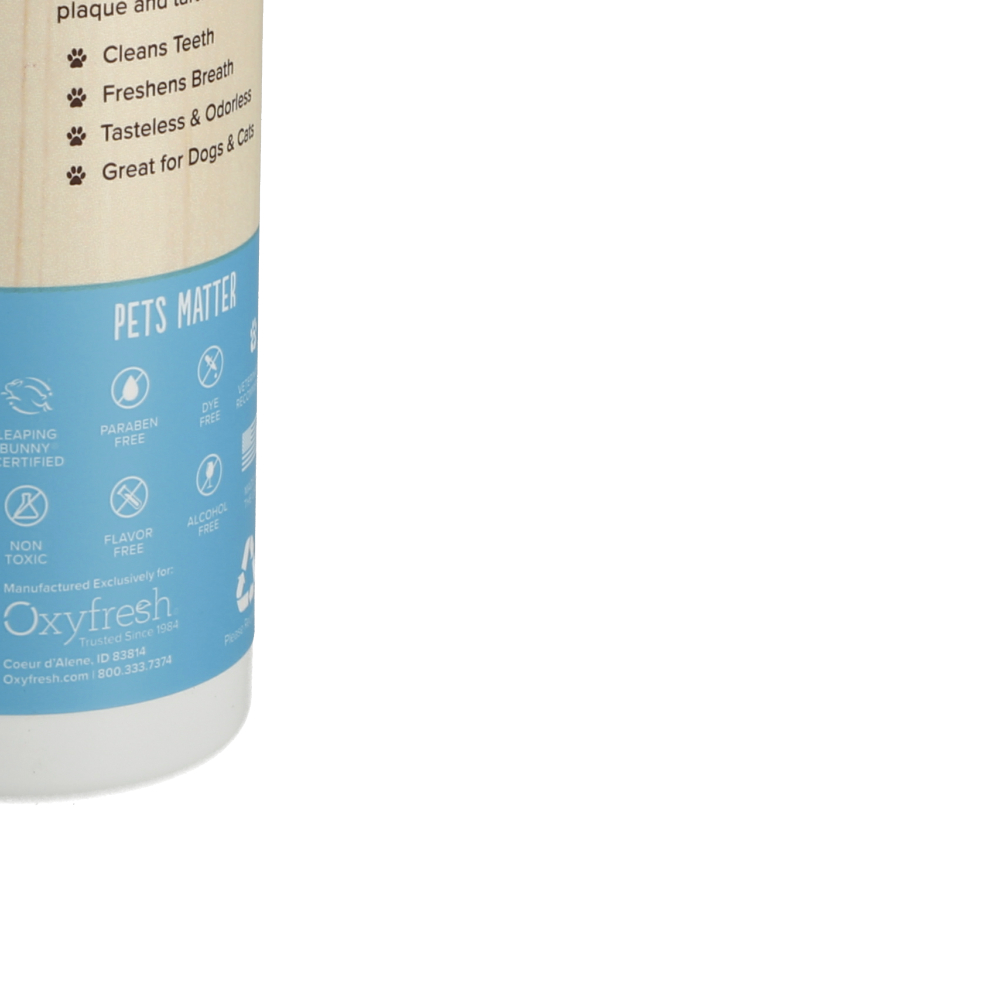 plaque and
Cleans Teeth
Freshens Breath
Tasteless & Odorless
Great for Dogs & Cats
PETS MATTER
BUNNY
PARABEN
FREE
DYE
FREE
NON
TOXIC
FLAVOR
FREE
ALCOHOL
FREE
Manufactured Exclusively for:
Oxyfresh
Trusted Since 1984
Coeur d'Alene, ID 83814
Oxyfresh.com | 800.333.7374